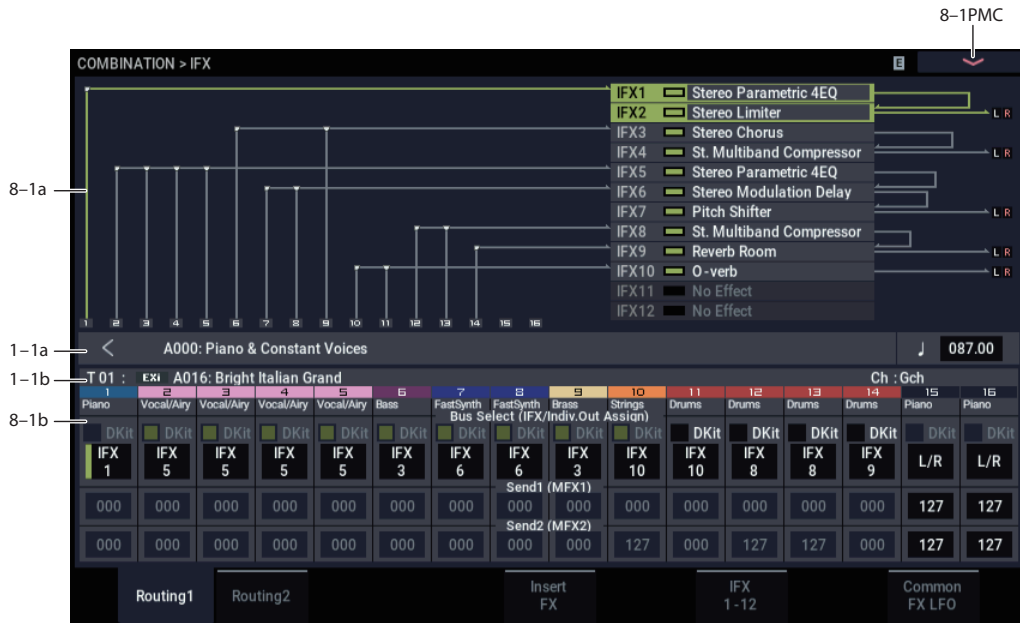 8–1PMC
COMBINATION > IFX
E
IFX1 Stereo Parametric 4EQ
IFX2 Stereo Limiter L R
IFX3 Stereo Chorus
IFX4 St. Multiband Compressor L R
8–1a
IFX5 Stereo Parametric 4EQ
IFX6 Stereo Modulation Delay
IFX7 Pitch Shifter L R
IFX8 St. Multiband Compressor
IFX9 Reverb Room L R
IFX10 O-verb L R
IFX11 No Effect
IFX12 No Effect
1 2 3 4 5 6 7 8 9 10 11 12 13 14 15 16
1–1a
< A000: Piano & Constant Voices ♩ 087.00
1–1b
T 01 : EXi A016: Bright Italian Grand Ch : Gch
1 2 3 4 5 6 7 8 9 10 11 12 13 14 15 16
Piano Vocal/Airy Vocal/Airy Vocal/Airy Vocal/Airy Bass FastSynth FastSynth Brass Strings Drums Drums Drums Drums Piano Piano
8–1b
Bus Select (IFX/Indiv.Out Assign)
DKit DKit DKit DKit DKit DKit DKit DKit DKit DKit DKit DKit DKit DKit DKit DKit
IFX IFX IFX IFX IFX IFX IFX IFX IFX IFX IFX IFX IFX IFX L/R L/R
1 5 5 5 5 3 6 6 3 10 10 8 8 9
Send1 (MFX1)
000 000 000 000 000 000 000 000 000 000 000 000 000 000 127 127
Send2 (MFX2)
000 000 000 000 000 000 000 000 000 127 000 127 127 000 127 127
Routing1 Routing2 Insert FX IFX 1-12 Common FX LFO